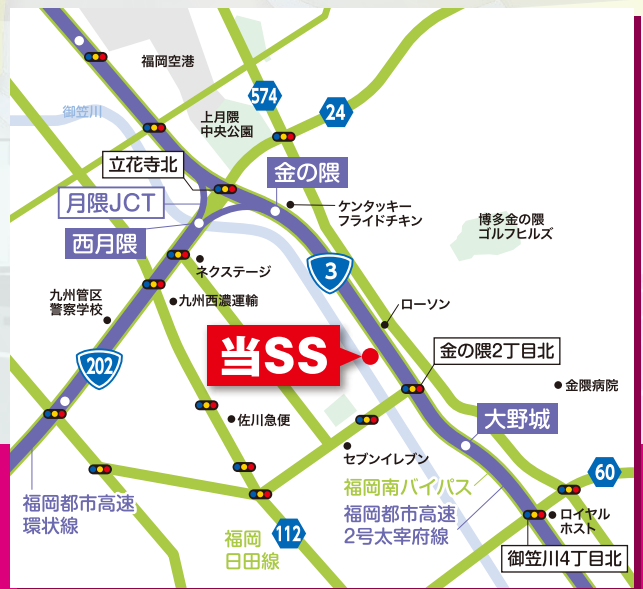 福岡空港
574
24
御笠川
上月隈
中央公園
立花寺北
金の隈
月隈JCT
ケンタッキー
フライドチキン
西月隈
博多金の隈
ゴルフヒルズ
3
ネクステージ
九州管区
警察学校
九州西濃運輸
ローソン
当SS
金の隈2丁目北
202
金隈病院
佐川急便
大野城
セブンイレブン
60
福岡南バイパス
福岡都市高速
環状線
福岡都市高速
2号太宰府線
ロイヤル
ホスト
福岡
日田線
112
御笠川4丁目北